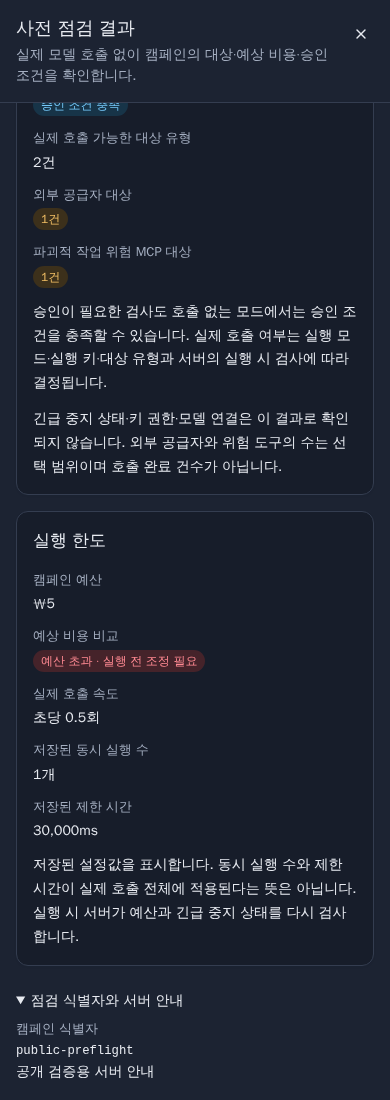 사전 점검 결과
실제 모델 호출 없이 캠페인의 대상·예상 비용·승인
조건을 확인합니다.
승인 조건 충족
실제 호출 가능한 대상 유형
2건
외부 공급자 대상
1건
파괴적 작업 위험 MCP 대상
1건
승인이 필요한 검사도 호출 없는 모드에서는 승인 조
건을 충족할 수 있습니다. 실제 호출 여부는 실행 모
드·실행 키·대상 유형과 서버의 실행 시 검사에 따라
결정됩니다.
긴급 중지 상태·키 권한·모델 연결은 이 결과로 확인
되지 않습니다. 외부 공급자와 위험 도구의 수는 선
택 범위이며 호출 완료 건수가 아닙니다.
실행 한도
캠페인 예산
₩5
예상 비용 비교
예산 초과 · 실행 전 조정 필요
실제 호출 속도
초당 0.5회
저장된 동시 실행 수
1개
저장된 제한 시간
30,000ms
저장된 설정값을 표시합니다. 동시 실행 수와 제한
시간이 실제 호출 전체에 적용된다는 뜻은 아닙니다.
실행 시 서버가 예산과 긴급 중지 상태를 다시 검사
합니다.
▼ 점검 식별자와 서버 안내
캠페인 식별자
public-preflight
공개 검증용 서버 안내